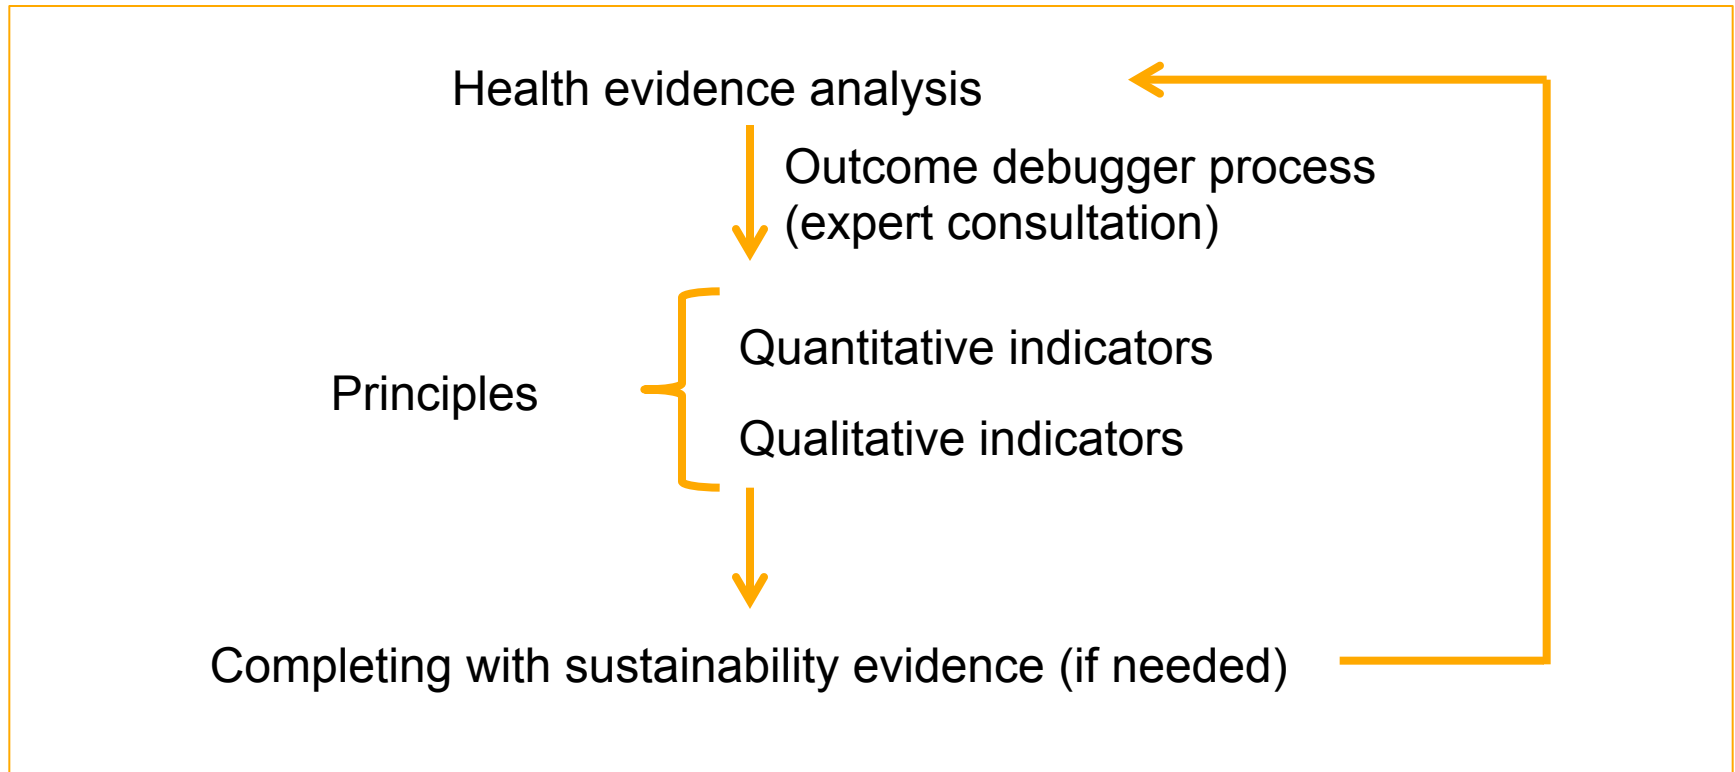 Health evidence analysis
Outcome debugger process
(expert consultation)
Quantitative indicators
Principles
Qualitative indicators
Completing with sustainability evidence (if needed)